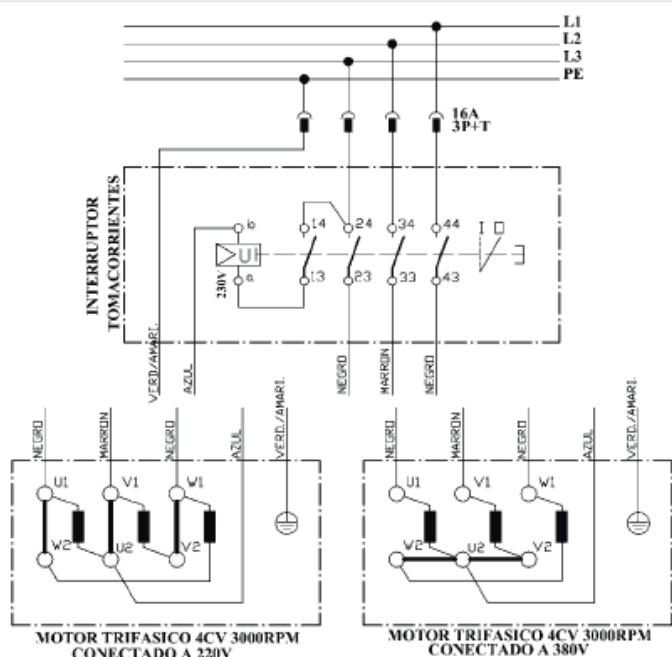 L1
L2
L3
PE
16A
3P+T
INTERRUPTOR
TOMACORRIENTES
b
14
24
34
44
I O
U<
230V
a
13
23
33
43
VERD/AMARI.
AZUL
NEGRO
MARRON
NEGRO
NEGRO
MARRON
NEGRO
AZUL
VERD./AMARI.
NEGRO
MARRON
NEGRO
AZUL
VERD./AMARI.
U1
V1
W1
W2
U2
V2
U1
V1
W1
W2
U2
V2
MOTOR TRIFASICO 4CV 3000RPM
CONECTADO A 220V
MOTOR TRIFASICO 4CV 3000RPM
CONECTADO A 380V